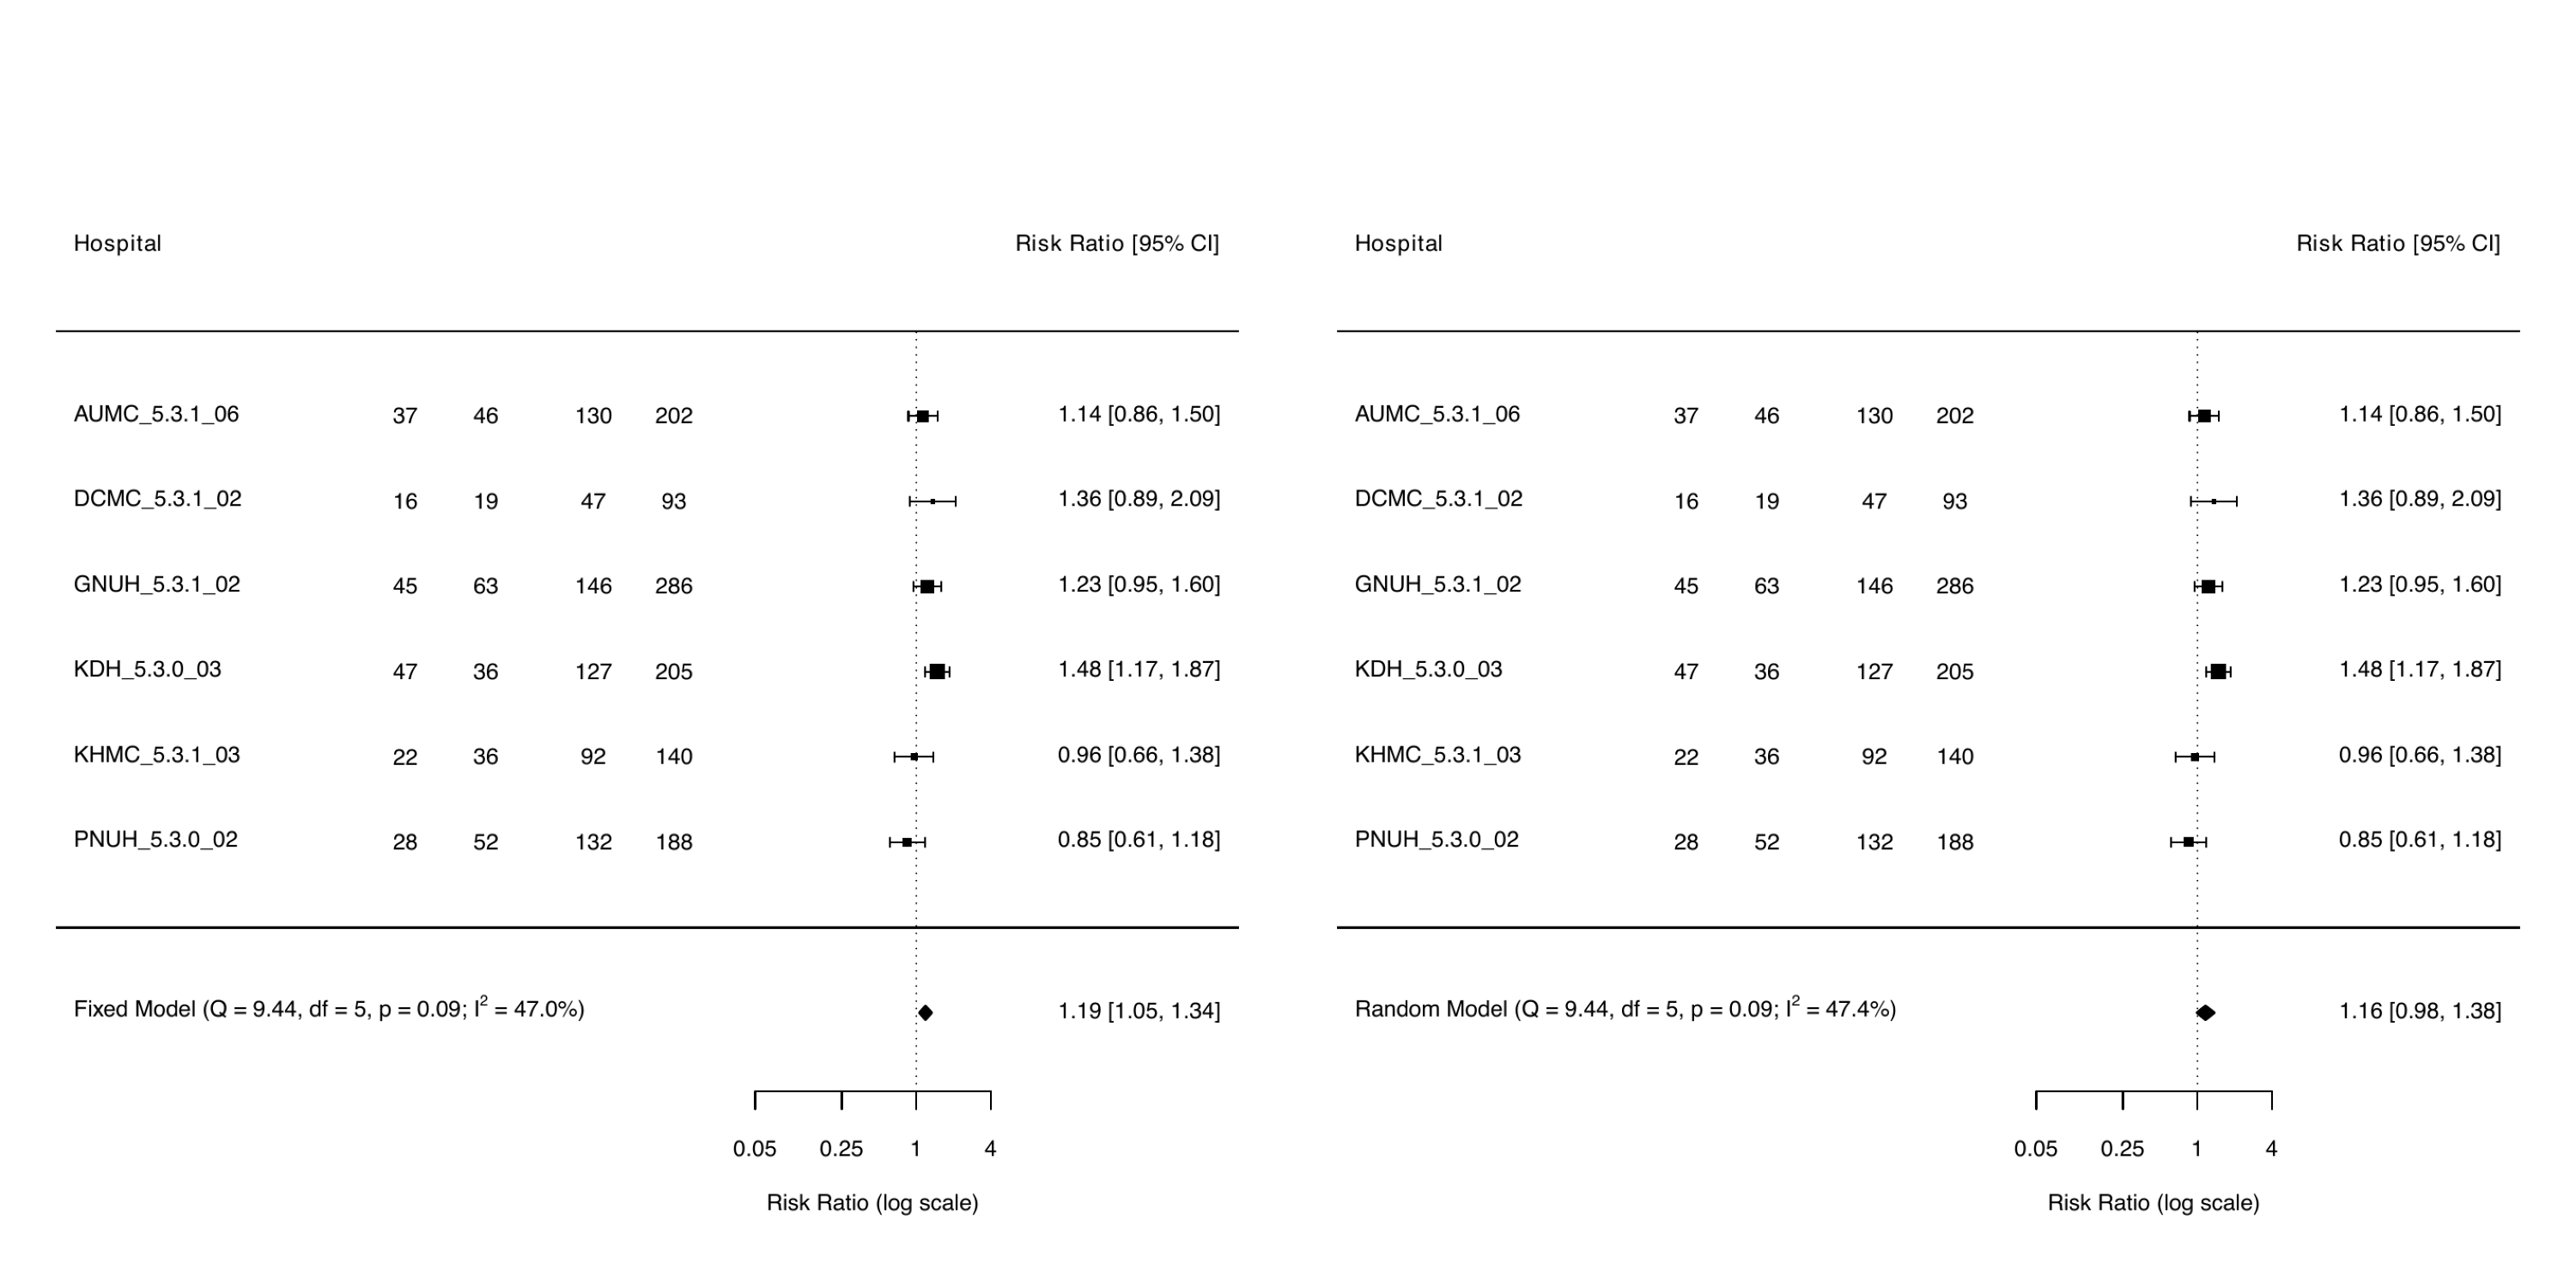 Hospital Risk Ratio [95% CI]
AUMC_5.3.1_06 37 46 130 202 1.14 [0.86, 1.50]
DCMC_5.3.1_02 16 19 47 93 1.36 [0.89, 2.09]
GNUH_5.3.1_02 45 63 146 286 1.23 [0.95, 1.60]
KDH_5.3.0_03 47 36 127 205 1.48 [1.17, 1.87]
KHMC_5.3.1_03 22 36 92 140 0.96 [0.66, 1.38]
PNUH_5.3.0_02 28 52 132 188 0.85 [0.61, 1.18]
Fixed Model (Q = 9.44, df = 5, p = 0.09; I² = 47.0%) 1.19 [1.05, 1.34]
0.05 0.25 1 4
Risk Ratio (log scale)
Hospital Risk Ratio [95% CI]
AUMC_5.3.1_06 37 46 130 202 1.14 [0.86, 1.50]
DCMC_5.3.1_02 16 19 47 93 1.36 [0.89, 2.09]
GNUH_5.3.1_02 45 63 146 286 1.23 [0.95, 1.60]
KDH_5.3.0_03 47 36 127 205 1.48 [1.17, 1.87]
KHMC_5.3.1_03 22 36 92 140 0.96 [0.66, 1.38]
PNUH_5.3.0_02 28 52 132 188 0.85 [0.61, 1.18]
Random Model (Q = 9.44, df = 5, p = 0.09; I² = 47.4%) 1.16 [0.98, 1.38]
0.05 0.25 1 4
Risk Ratio (log scale)